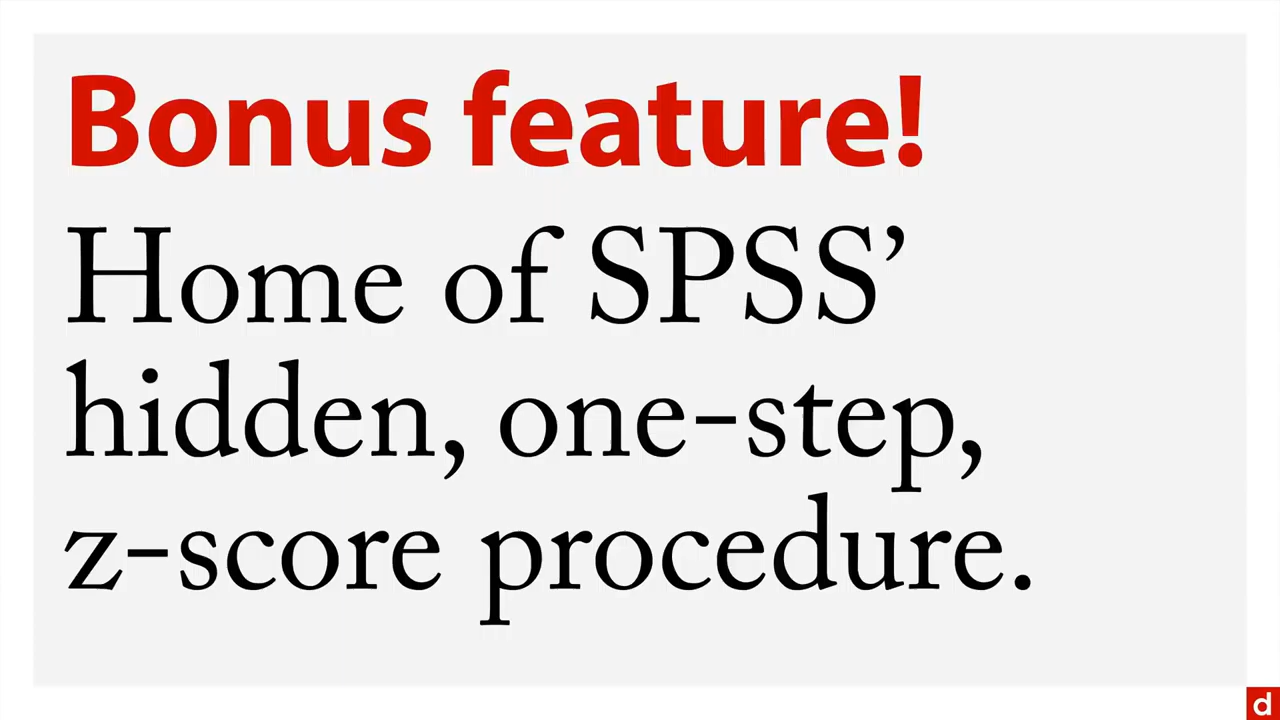 Bonus feature!
Home of SPSS’
hidden, one-step,
z-score procedure.
d